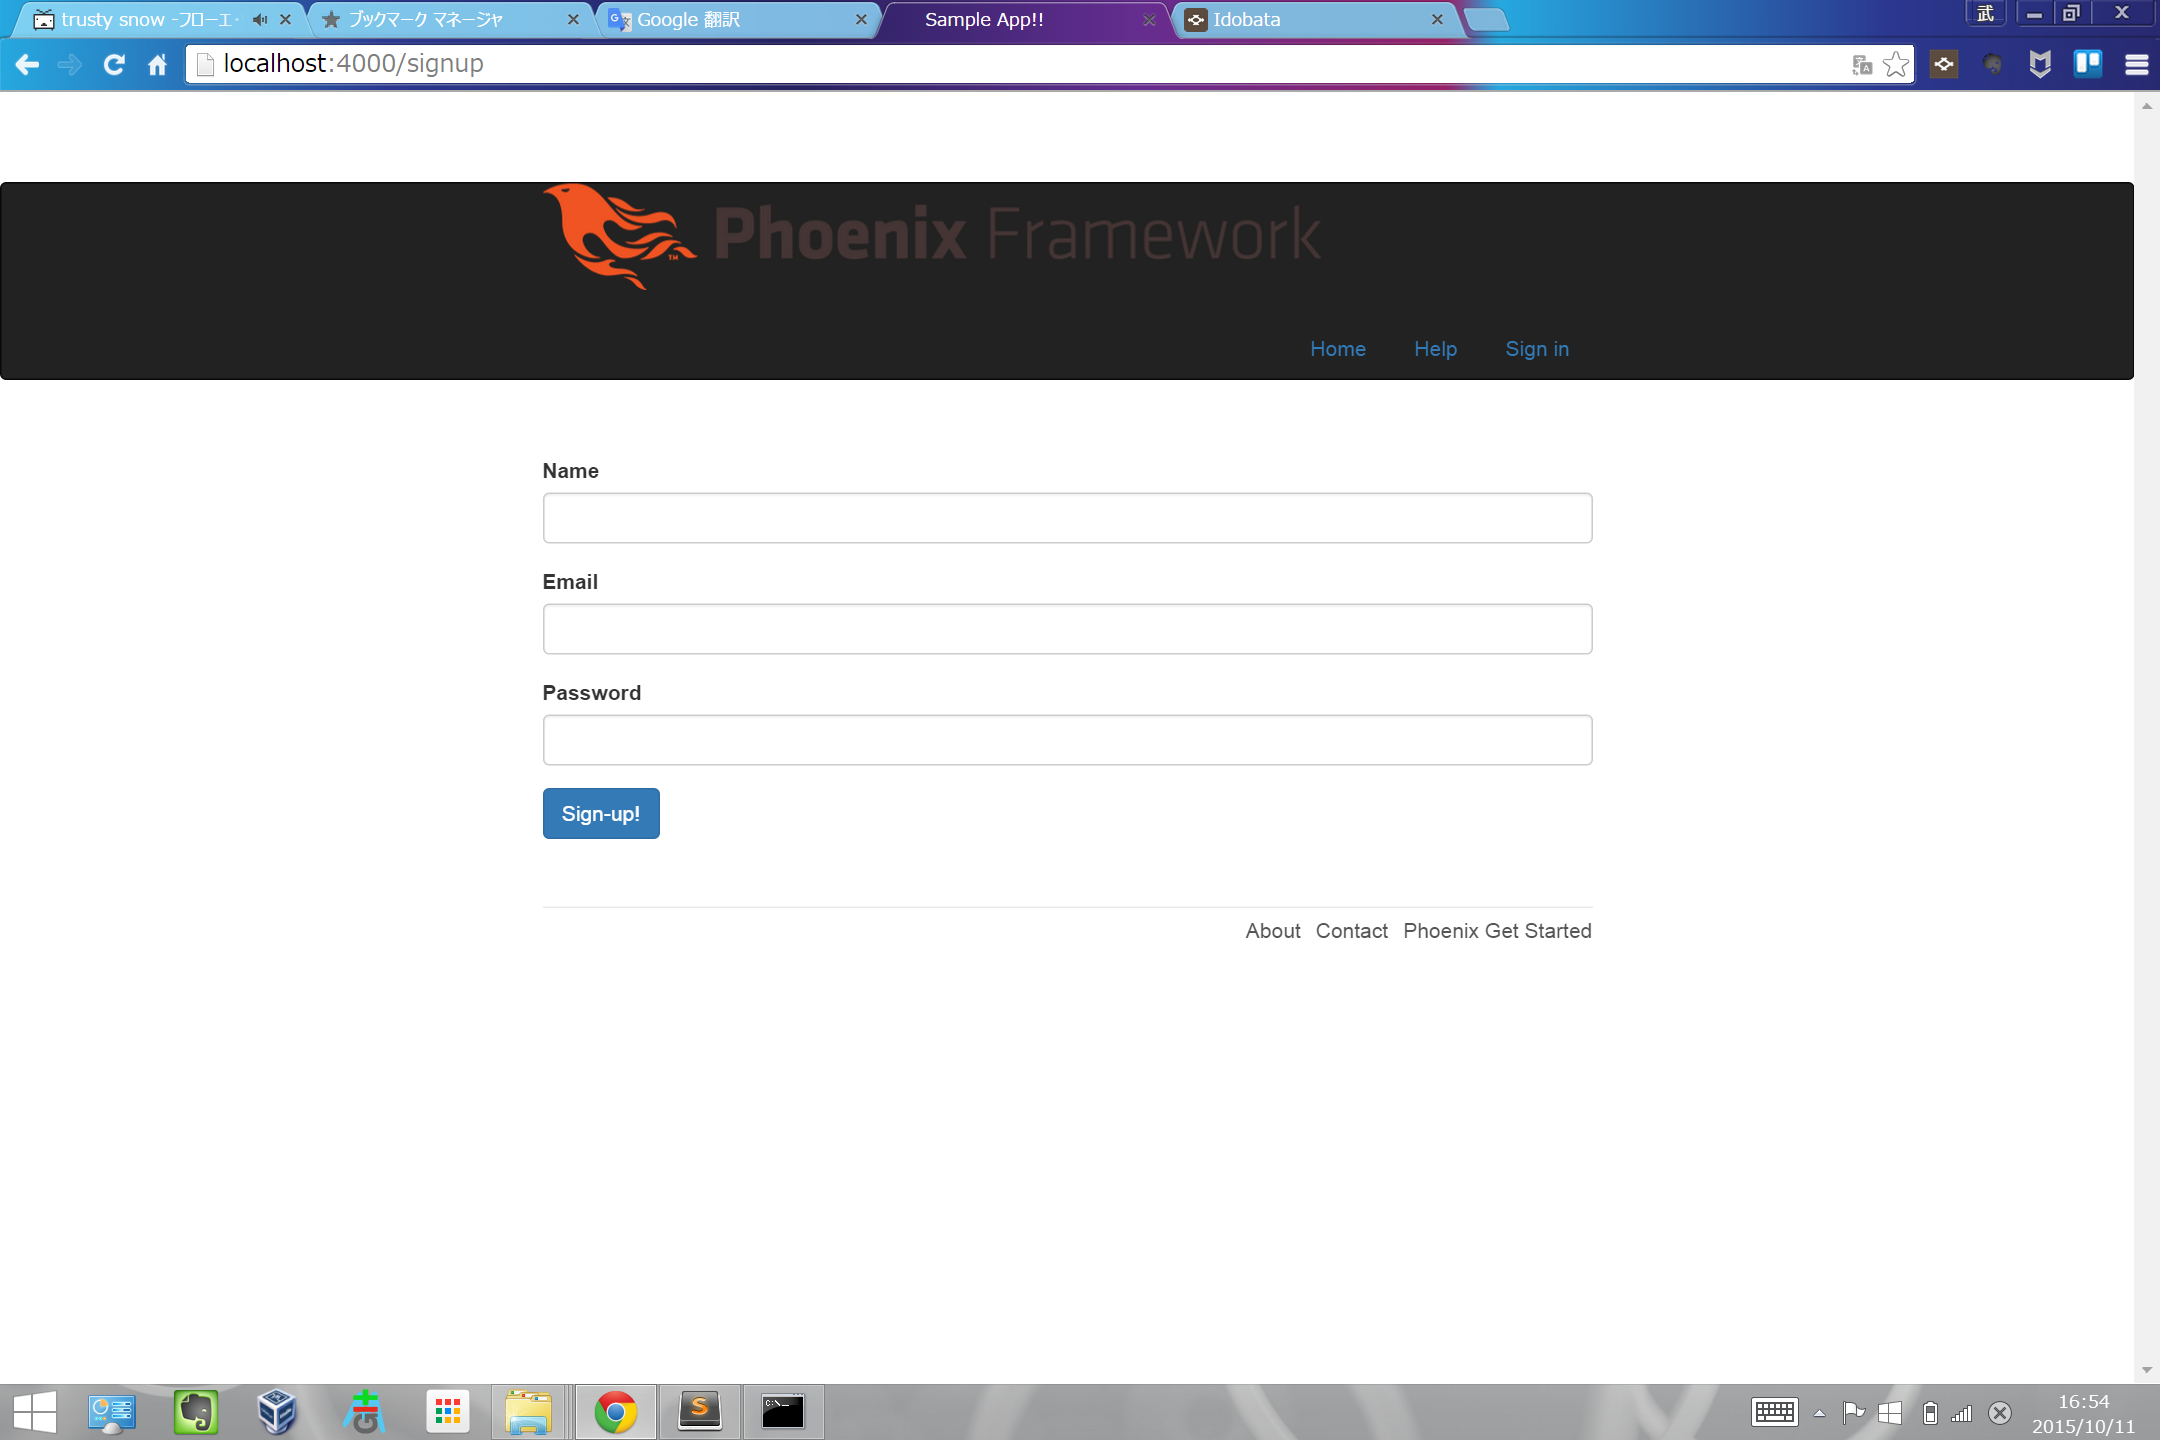 trusty snow -フローエ
ブックマーク マネージャ
Google 翻訳
Sample App!!
Idobata
武
localhost:4000/signup
Phoenix Framework
TM
Home Help Sign in
Name
Email
Password
Sign-up!
About Contact Phoenix Get Started
C:\._
16:54
2015/10/11